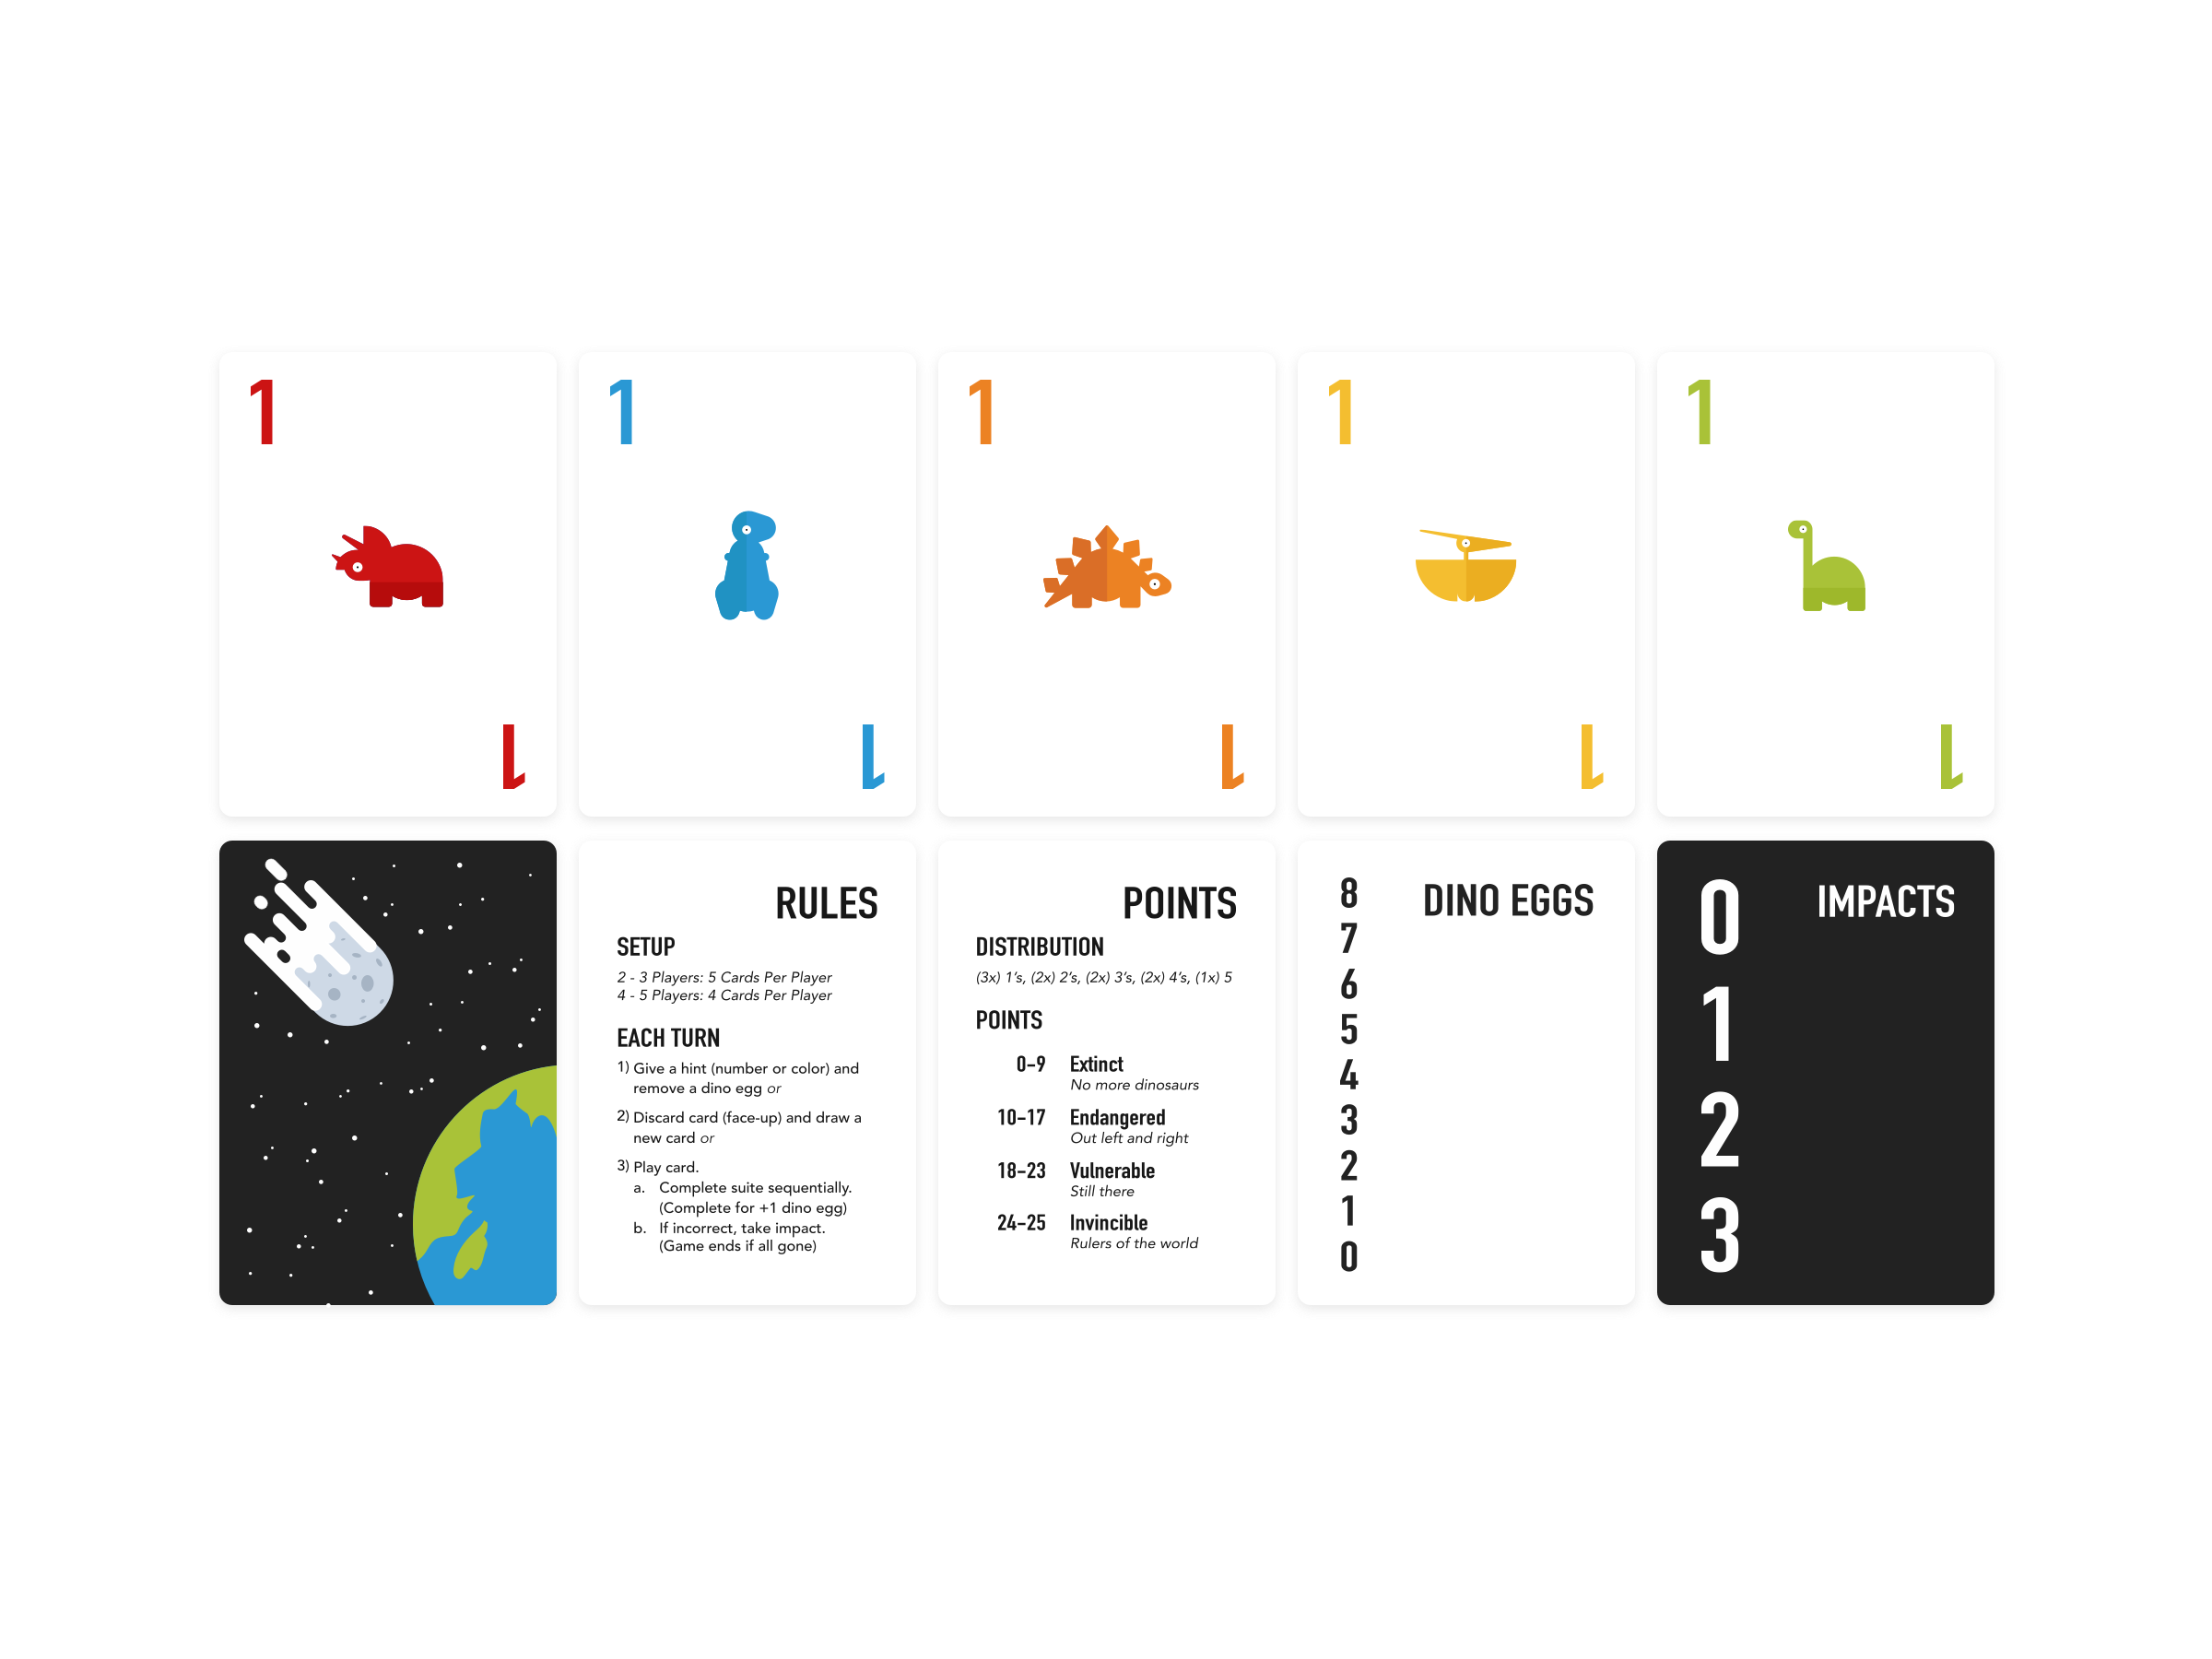 1
1
1
1
1
1
1
1
1
1
RULES
SETUP
2 - 3 Players: 5 Cards Per Player
4 - 5 Players: 4 Cards Per Player
EACH TURN
1) Give a hint (number or color) and
remove a dino egg or
2) Discard card (face-up) and draw a
new card or
3) Play card.
a. Complete suite sequentially.
(Complete for +1 dino egg)
b. If incorrect, take impact.
(Game ends if all gone)
POINTS
DISTRIBUTION
(3x) 1's, (2x) 2's, (2x) 3's, (2x) 4's, (1x) 5
POINTS
0–9 Extinct
No more dinosaurs
10–17 Endangered
Out left and right
18–23 Vulnerable
Still there
24–25 Invincible
Rulers of the world
DINO EGGS
8
7
6
5
4
3
2
1
0
IMPACTS
0
1
2
3